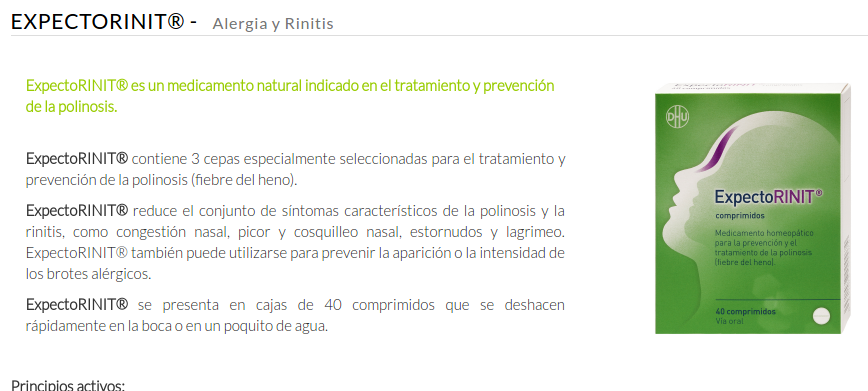 EXPECTORINIT® - Alergia y Rinitis
ExpectoRINIT® es un medicamento natural indicado en el tratamiento y prevención
de la polinosis.
ExpectoRINIT® contiene 3 cepas especialmente seleccionadas para el tratamiento y
prevención de la polinosis (fiebre del heno).
ExpectoRINIT® reduce el conjunto de síntomas característicos de la polinosis y la
rinitis, como congestión nasal, picor y cosquilleo nasal, estornudos y lagrimeo.
ExpectoRINIT® también puede utilizarse para prevenir la aparición o la intensidad de
los brotes alérgicos.
ExpectoRINIT® se presenta en cajas de 40 comprimidos que se deshacen
rápidamente en la boca o en un poquito de agua.
Principios activos:
DHU
ExpectoRINIT®
comprimidos
Medicamento homeopático
para la prevención y el
tratamiento de la polinosis
(fiebre del heno).
40 comprimidos
Vía oral